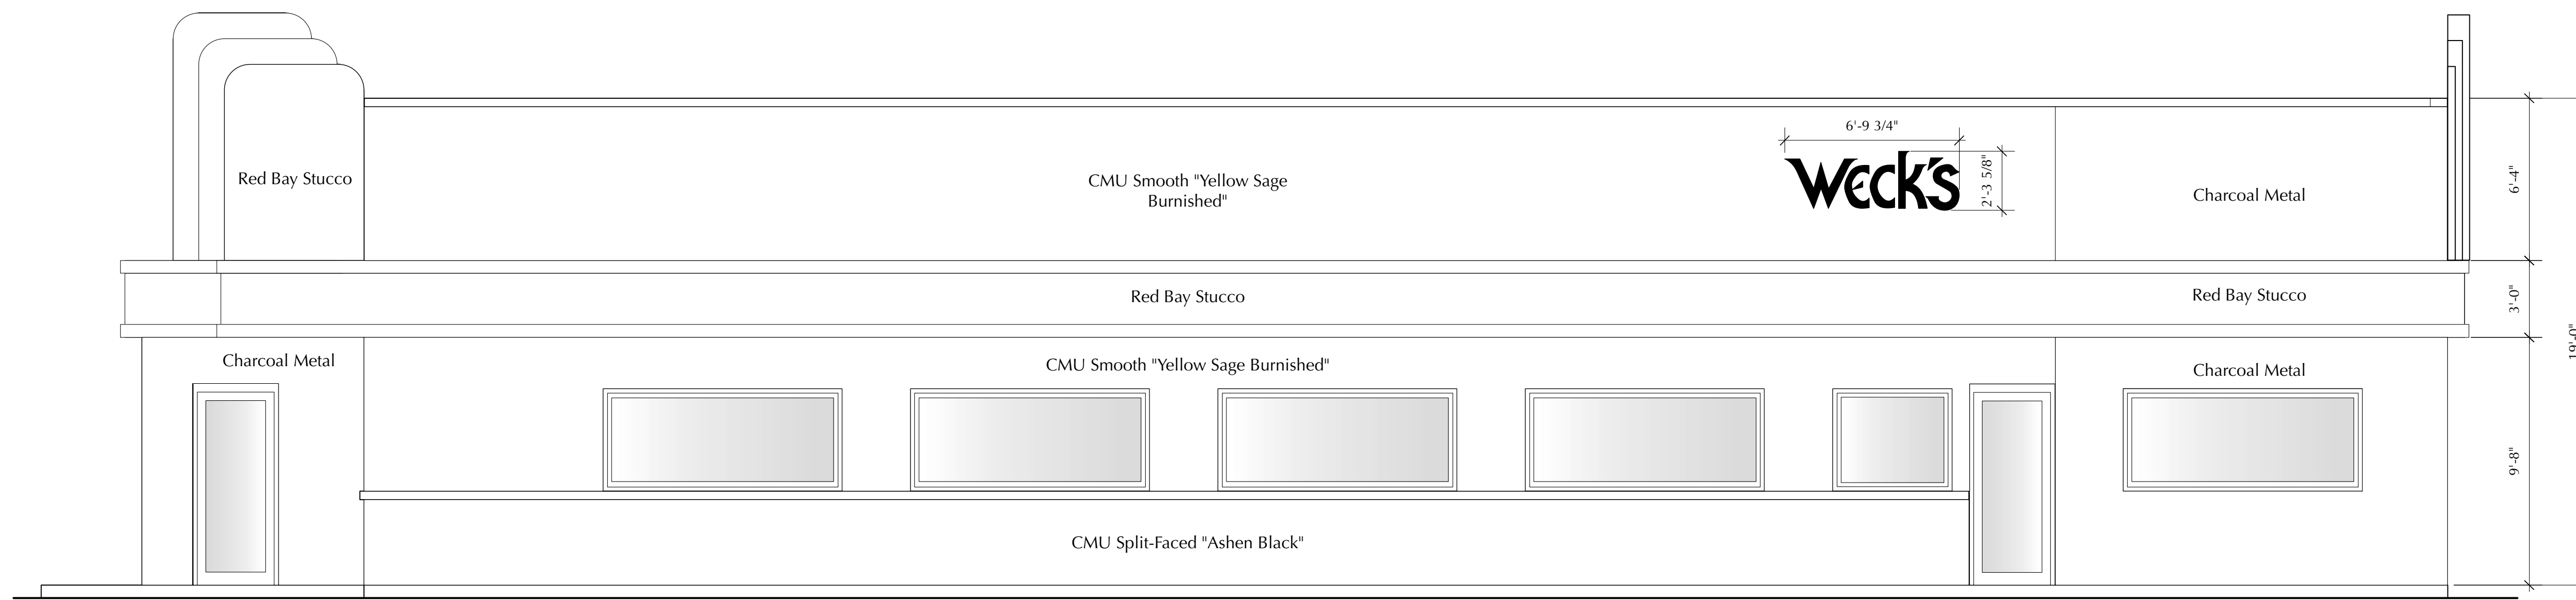 6'-9 3/4"
Weck's
2'-3 5/8"
Red Bay Stucco
CMU Smooth "Yellow Sage
Burnished"
Charcoal Metal
6'-4"
Red Bay Stucco
Red Bay Stucco
3'-0"
19'-0"
Charcoal Metal
CMU Smooth "Yellow Sage Burnished"
Charcoal Metal
9'-8"
CMU Split-Faced "Ashen Black"